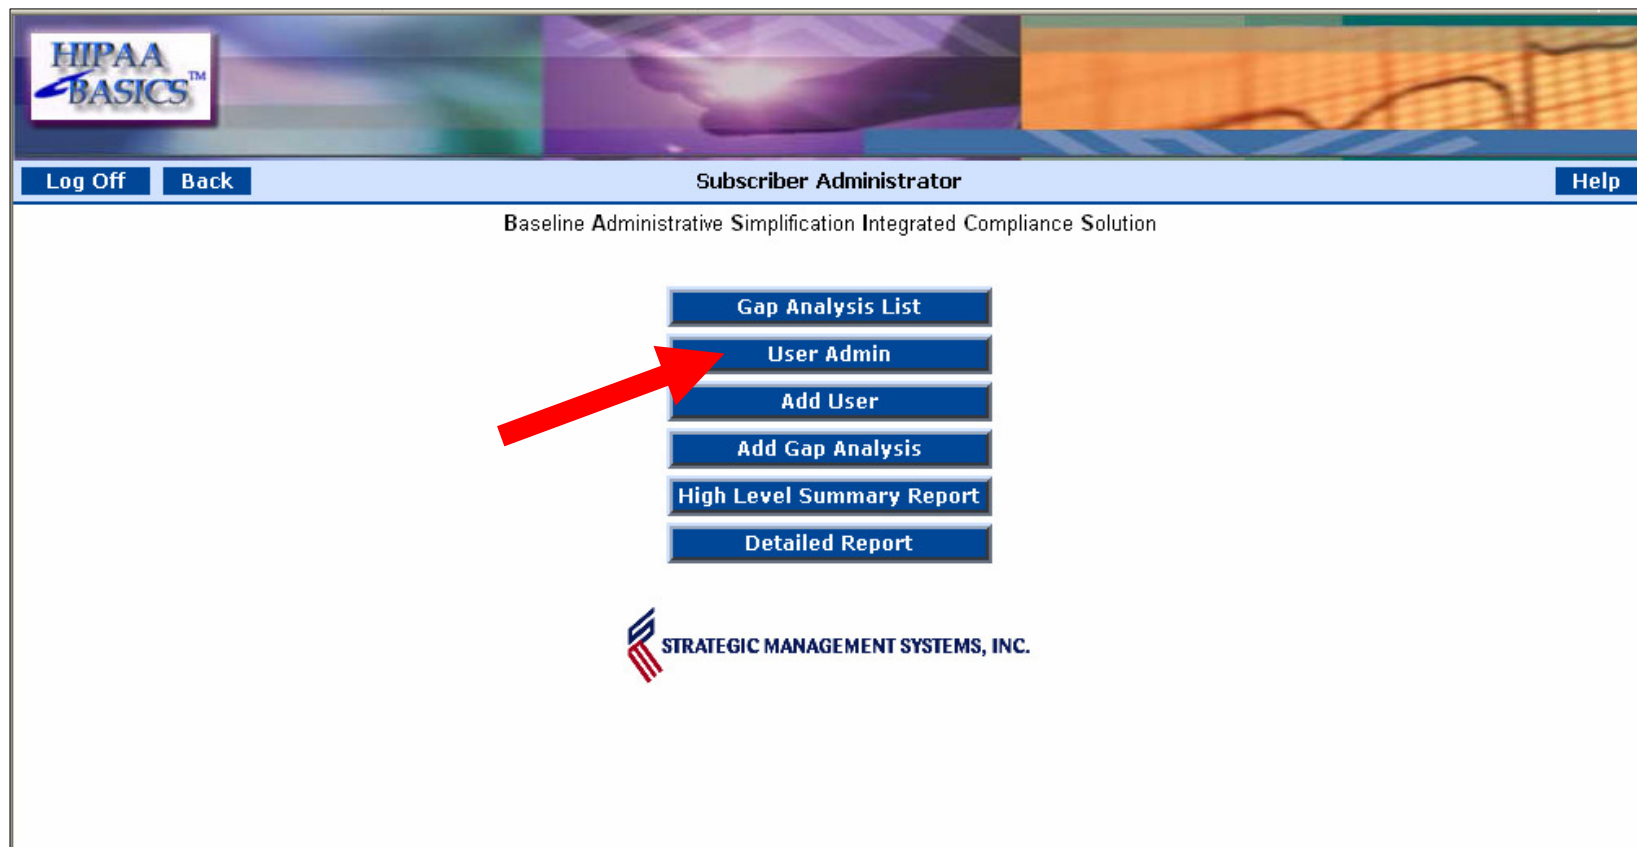 HIPAA
BASICS™
Log Off Back Subscriber Administrator Help
Baseline Administrative Simplification Integrated Compliance Solution
Gap Analysis List
User Admin
Add User
Add Gap Analysis
High Level Summary Report
Detailed Report
STRATEGIC MANAGEMENT SYSTEMS, INC.